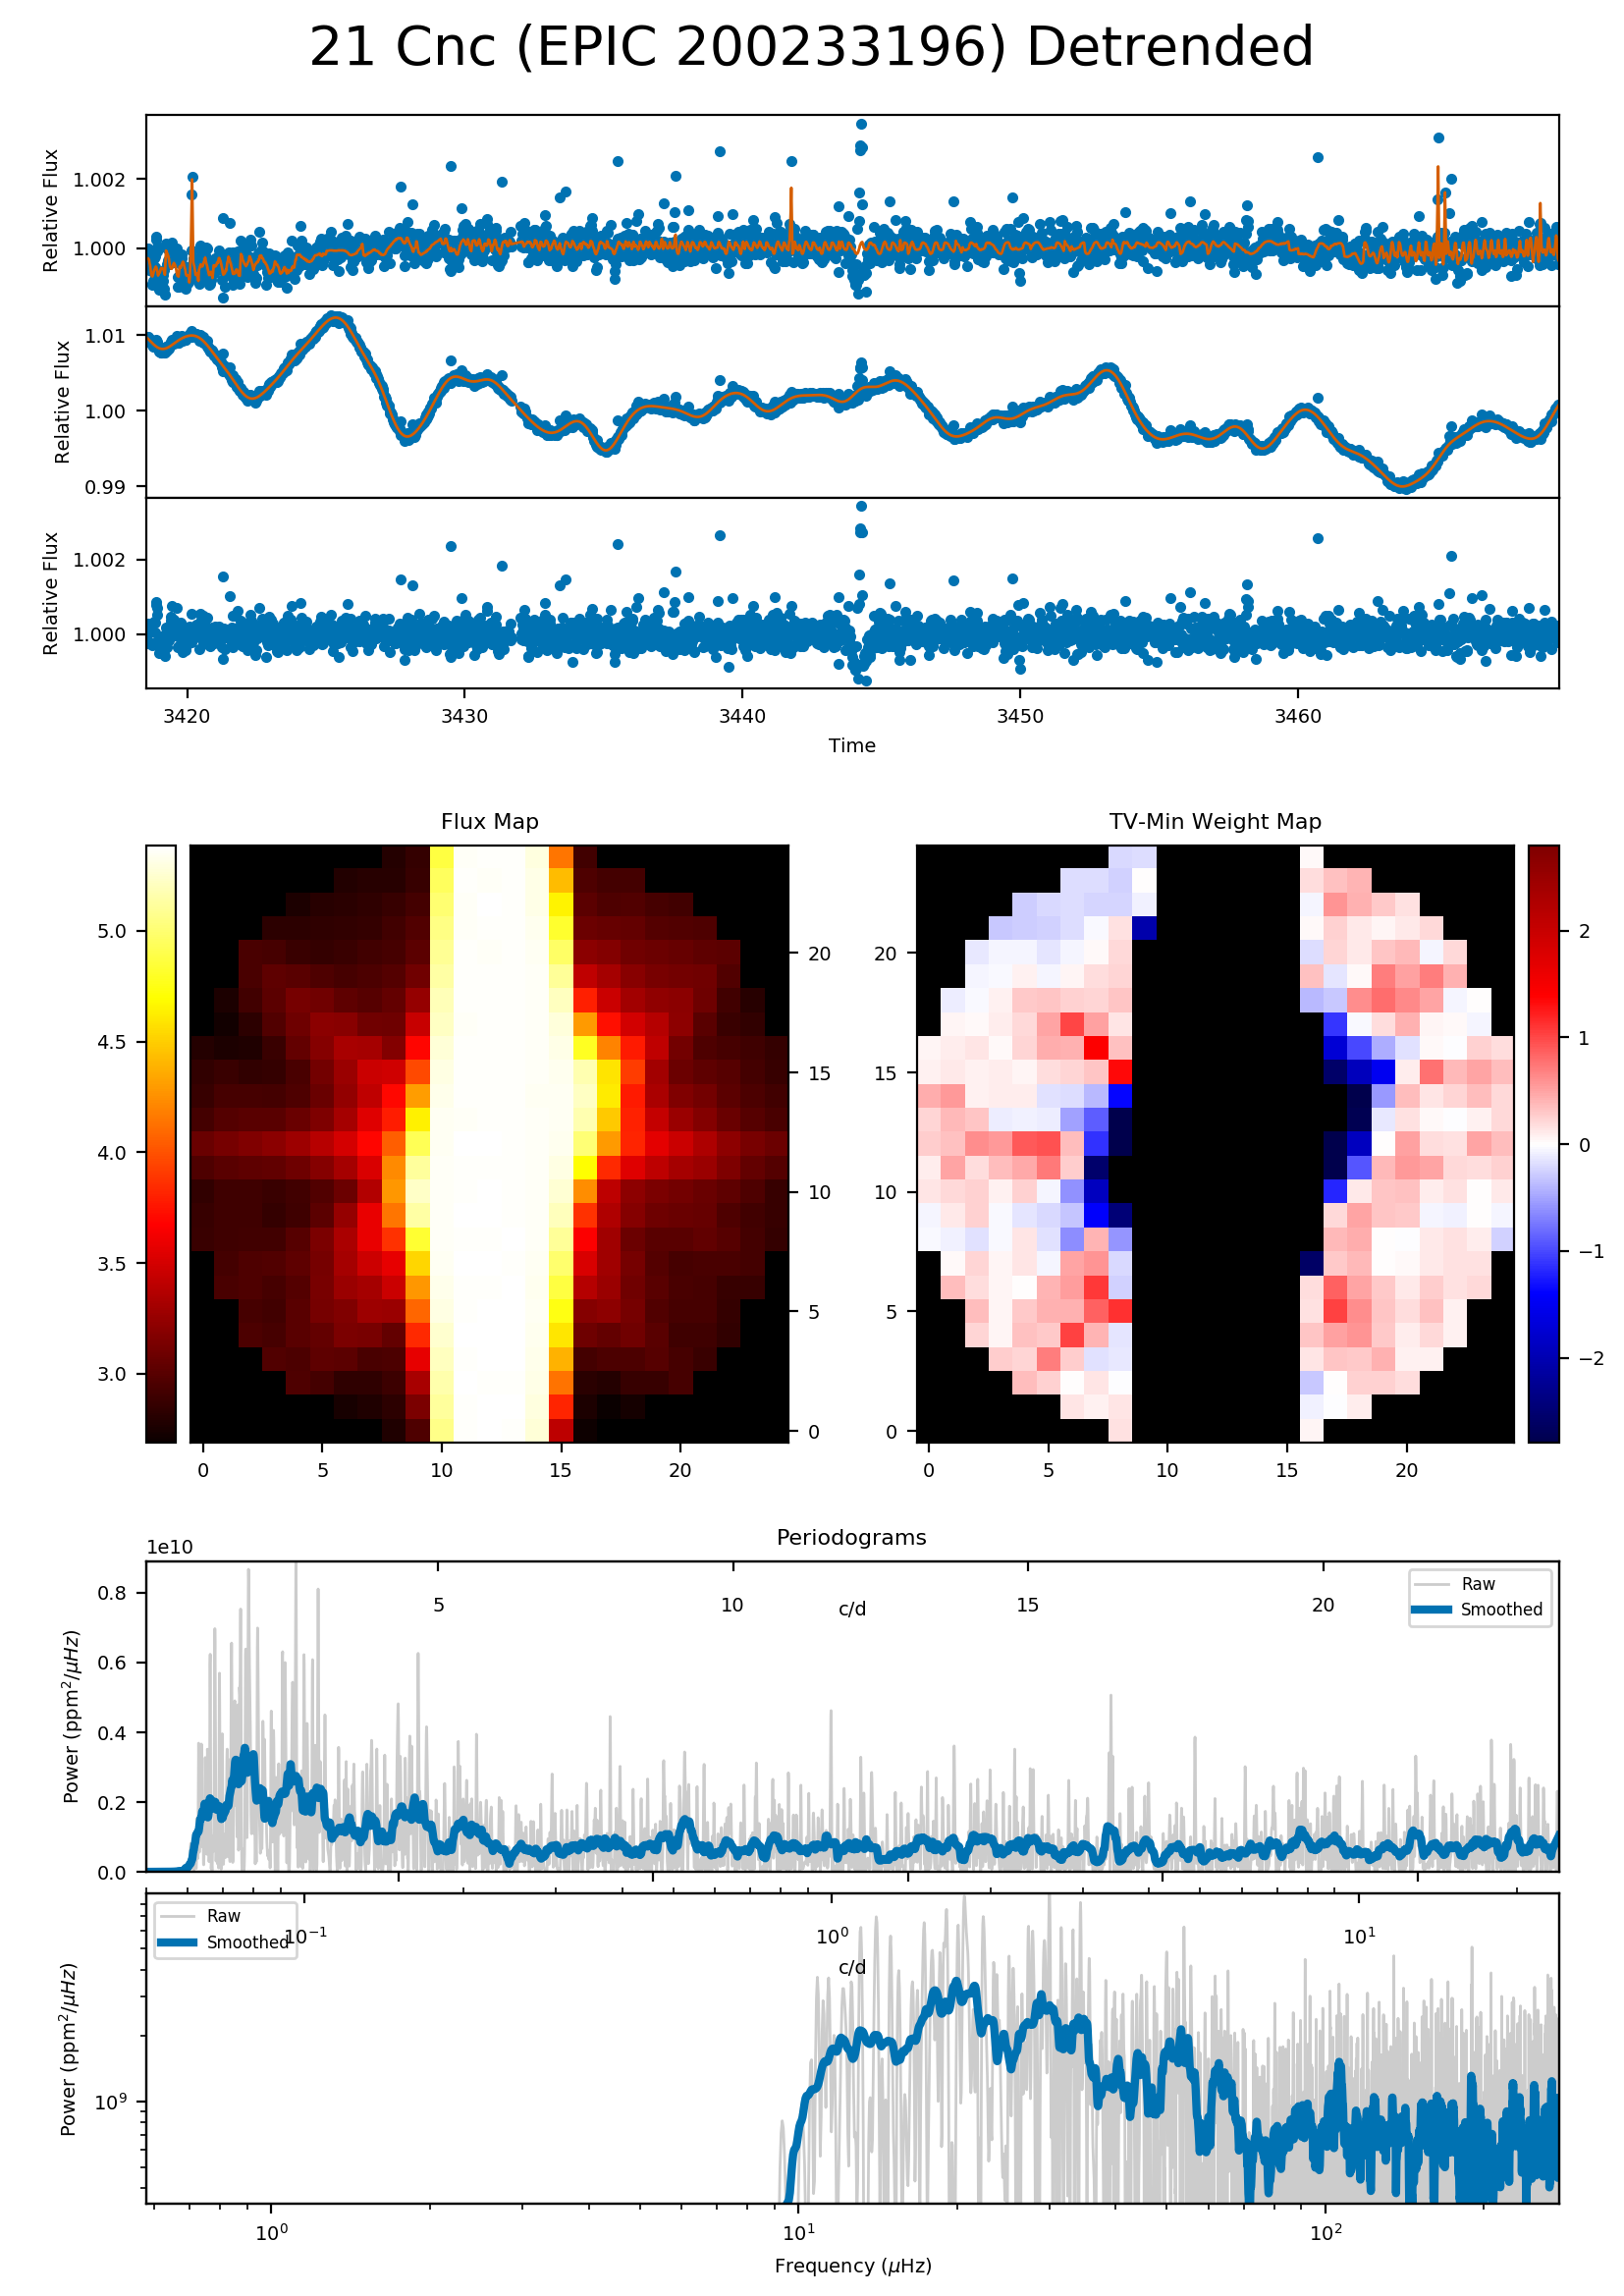 21 Cnc (EPIC 200233196) Detrended
Relative Flux
1.002
1.000
Relative Flux
1.01
1.00
0.99
Relative Flux
1.002
1.000
3420 3430 3440 3450 3460
Time
Flux Map
5.0
4.5
4.0
3.5
3.0
20
15
10
5
0
0 5 10 15 20
TV-Min Weight Map
20
15
10
5
0
0 5 10 15 20
2
1
0
−1
−2
Periodograms
1e10
Power (ppm²/μHz)
0.8
0.6
0.4
0.2
0.0
5 10 15 20
c/d
Raw
Smoothed
Power (ppm²/μHz)
10⁹
Raw
Smoothed
10⁻¹ 10⁰ 10¹
c/d
10⁰ 10¹ 10²
Frequency (μHz)